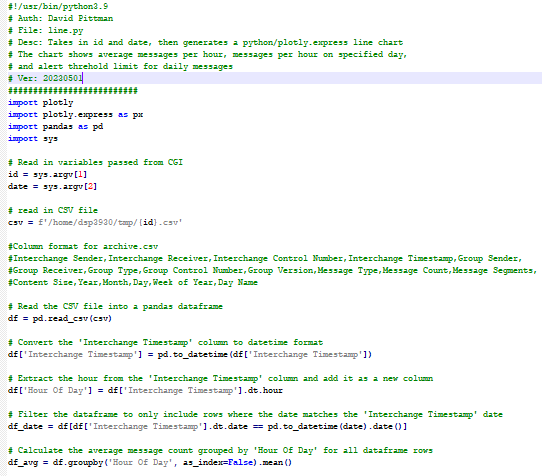 #!/usr/bin/python3.9
# Auth: David Pittman
# File: line.py
# Desc: Takes in id and date, then generates a python/plotly.express line chart
# The chart shows average messages per hour, messages per hour on specified day,
# and alert threhold limit for daily messages
# Ver: 20230501
##########################
import plotly
import plotly.express as px
import pandas as pd
import sys

# Read in variables passed from CGI
id = sys.argv[1]
date = sys.argv[2]

# read in CSV file
csv = f'/home/dsp3930/tmp/{id}.csv'

#Column format for archive.csv
#Interchange Sender,Interchange Receiver,Interchange Control Number,Interchange Timestamp,Group Sender,
#Group Receiver,Group Type,Group Control Number,Group Version,Message Type,Message Count,Message Segments,
#Content Size,Year,Month,Day,Week of Year,Day Name

# Read the CSV file into a pandas dataframe
df = pd.read_csv(csv)

# Convert the 'Interchange Timestamp' column to datetime format
df['Interchange Timestamp'] = pd.to_datetime(df['Interchange Timestamp'])

# Extract the hour from the 'Interchange Timestamp' column and add it as a new column
df['Hour Of Day'] = df['Interchange Timestamp'].dt.hour

# Filter the dataframe to only include rows where the date matches the 'Interchange Timestamp' date
df_date = df[df['Interchange Timestamp'].dt.date == pd.to_datetime(date).date()]

# Calculate the average message count grouped by 'Hour Of Day' for all dataframe rows
df_avg = df.groupby('Hour Of Day', as_index=False).mean()